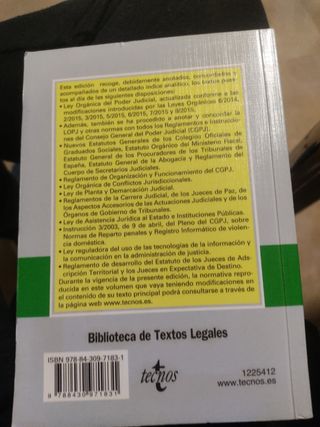 Esta edición recoge, debidamente anotados, concordados y
acompañados de un detallado índice analítico, los textos pues-
tos al día de las siguientes disposiciones:
• Ley Orgánica del Poder Judicial, actualizada conforme a las
modificaciones introducidas por las Leyes Orgánicas 6/2014,
2/2015, 3/2015, 5/2015, 6/2015, 7/2015 y 8/2015.
• Además, también se ha procedido a anotar y concordar la
LOPJ y otras normas con todos los Reglamentos e Instruccio-
nes del Consejo General del Poder Judicial (CGPJ).
• Nuevos Estatutos Generales de los Colegios Oficiales de
Graduados Sociales, Estatuto Orgánico del Ministerio Fiscal,
Estatuto General de los Procuradores de los Tribunales de
España, Estatuto General de la Abogacía y Reglamento del
Cuerpo de Secretarios Judiciales.
• Reglamento de Organización y Funcionamiento del CGPJ.
• Ley Orgánica de Conflictos Jurisdiccionales.
• Ley de Planta y Demarcación Judicial.
• Reglamentos de la Carrera Judicial, de los Jueces de Paz, de
los Aspectos Accesorios de las Actuaciones Judiciales y de los
Órganos de Gobierno de Tribunales.
• Ley de Asistencia Jurídica al Estado e Instituciones Públicas.
• Instrucción 3/2003, de 9 de abril, del Pleno del CGPJ, sobre
Normas de Reparto penales y Registro Informático de violen-
cia doméstica.
• Ley reguladora del uso de las tecnologías de la información y
la comunicación en la administración de justicia.
• Reglamento de desarrollo del Estatuto de los Jueces de Ads-
cripción Territorial y los Jueces en Expectativa de Destino.
Durante la vigencia de la presente edición, la normativa repro-
ducida en este volumen que vaya teniendo modificaciones en
el contenido de su texto principal podrá consultarse a través de
la página web www.tecnos.es.
Biblioteca de Textos Legales
ISBN 978-84-309-7183-1
9 788430 971831
tecnos
1225412
www.tecnos.es